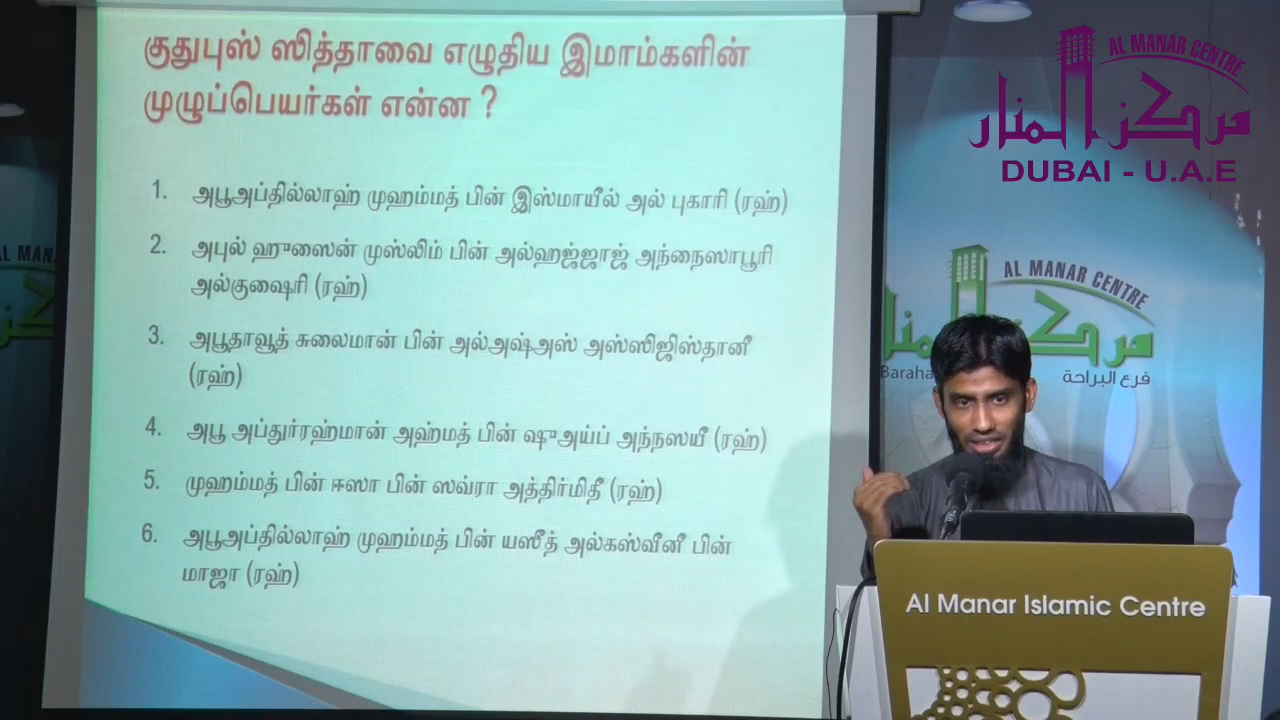 குதுபுஸ் ஸித்தாவை எழுதிய இமாம்களின்
முழுப்பெயர்கள் என்ன ?
1. அபூஅப்தில்லாஹ் முஹம்மத் பின் இஸ்மாயீல் அல் புகாரி (ரஹ்)
2. அபுல் ஹுஸைன் முஸ்லிம் பின் அல்ஹஜ்ஜாஜ் அந்நைஸாபூரி
அல்குஷைரி (ரஹ்)
3. அபூதாவூத் சுலைமான் பின் அல்அஷ்அஸ் அஸ்ஸிஜிஸ்தானீ
(ரஹ்)
4. அபூ அப்துர்ரஹ்மான் அஹ்மத் பின் ஷுஅய்ப் அந்நஸயீ (ரஹ்)
5. முஹம்மத் பின் ஈஸா பின் ஸவ்ரா அத்திர்மிதீ (ரஹ்)
6. அபூஅப்தில்லாஹ் முஹம்மத் பின் யஸீத் அல்கஸ்வீனீ பின்
மாஜா (ரஹ்)
AL MANAR CENTRE
مركز المنار
DUBAI - U.A.E
AL MANAR CENTRE
مركز المنار
Baraha
فرع البراحة
Al Manar Islamic Centre